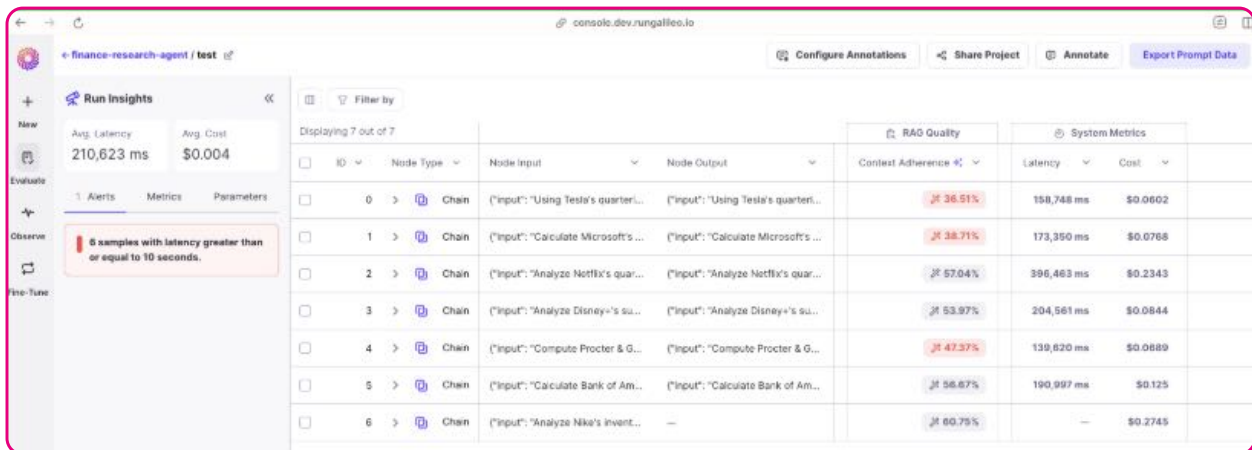 console.dev.rungalileo.io
← finance-research-agent / test
Configure Annotations
Share Project
Annotate
Export Prompt Data
New
Evaluate
Observe
Fine-Tune
Run Insights
Avg. Latency Avg. Cost
210,623 ms $0.004
1 Alerts Metrics Parameters
6 samples with latency greater than
or equal to 10 seconds.
Filter by
Displaying 7 out of 7 RAG Quality System Metrics
ID Node Type Node Input Node Output Context Adherence Latency Cost
0 Chain {"input": "Using Tesla's quarterl... {"input": "Using Tesla's quarterl... 36.51% 158,748 ms $0.0602
1 Chain {"input": "Calculate Microsoft's ... {"input": "Calculate Microsoft's ... 38.71% 173,350 ms $0.0768
2 Chain {"input": "Analyze Netflix's quar... {"input": "Analyze Netflix's quar... 57.04% 396,463 ms $0.2343
3 Chain {"input": "Analyze Disney+'s su... {"input": "Analyze Disney+'s su... 53.97% 204,561 ms $0.0844
4 Chain {"input": "Compute Procter & G... {"input": "Compute Procter & G... 47.37% 139,620 ms $0.0689
5 Chain {"input": "Calculate Bank of Am... {"input": "Calculate Bank of Am... 56.67% 190,997 ms $0.125
6 Chain {"input": "Analyze Nike's invent... — 60.75% — $0.2745